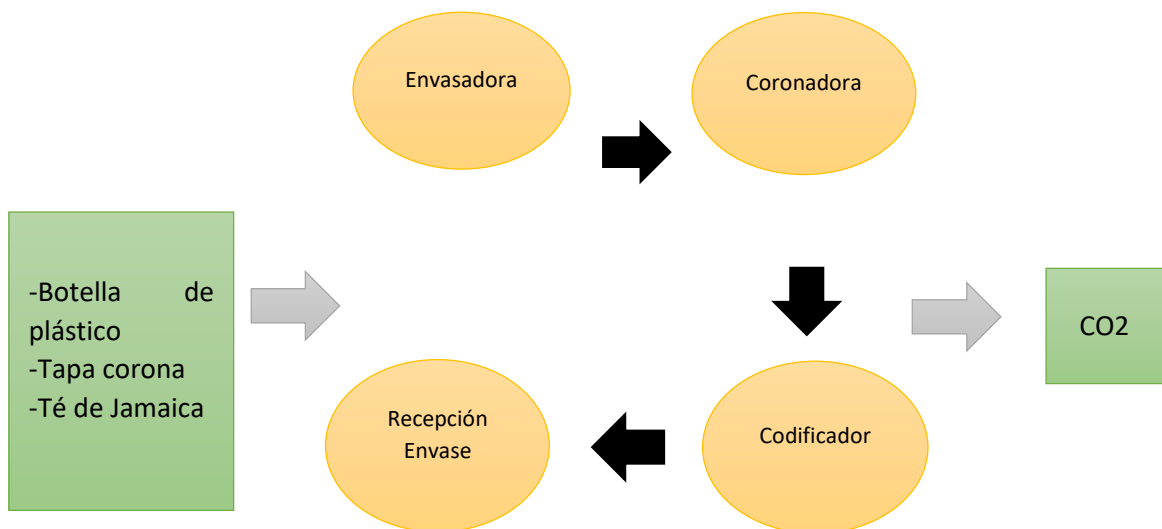 Envasadora
Coronadora
-Botella de
plástico
-Tapa corona
-Té de Jamaica
CO2
Recepción
Envase
Codificador